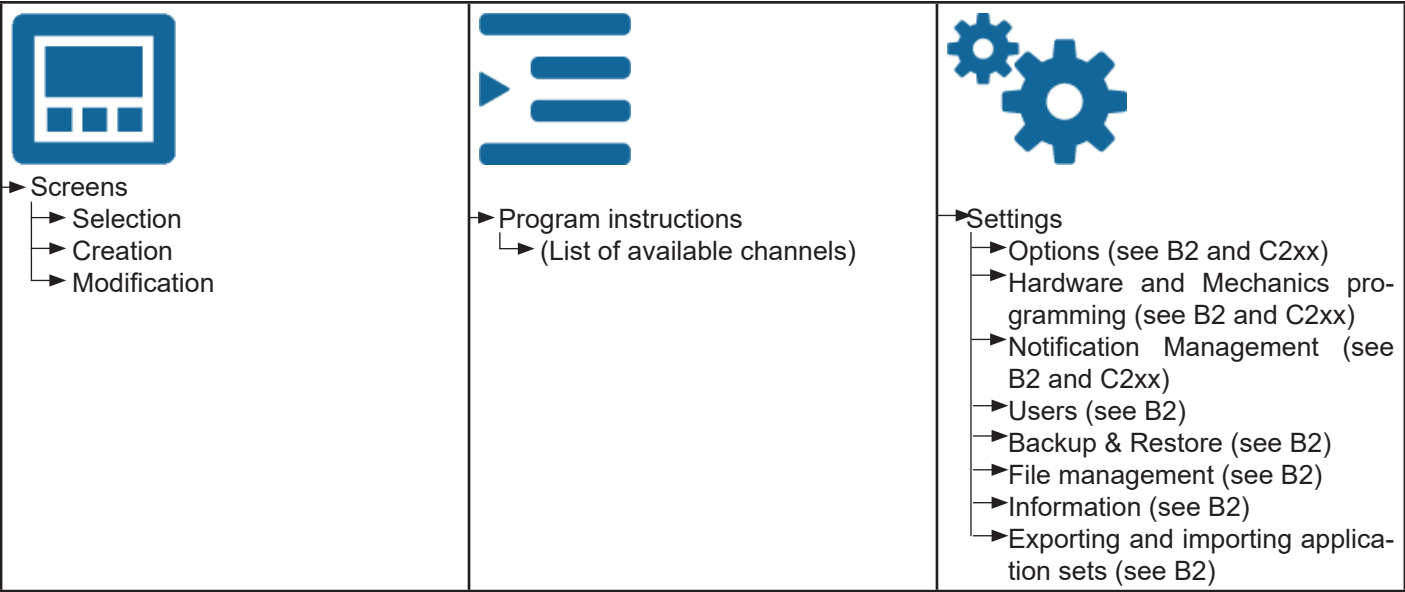 Screens
Selection
Creation
Modification
Program instructions
(List of available channels)
Settings
Options (see B2 and C2xx)
Hardware and Mechanics pro-
gramming (see B2 and C2xx)
Notification Management (see
B2 and C2xx)
Users (see B2)
Backup & Restore (see B2)
File management (see B2)
Information (see B2)
Exporting and importing applica-
tion sets (see B2)